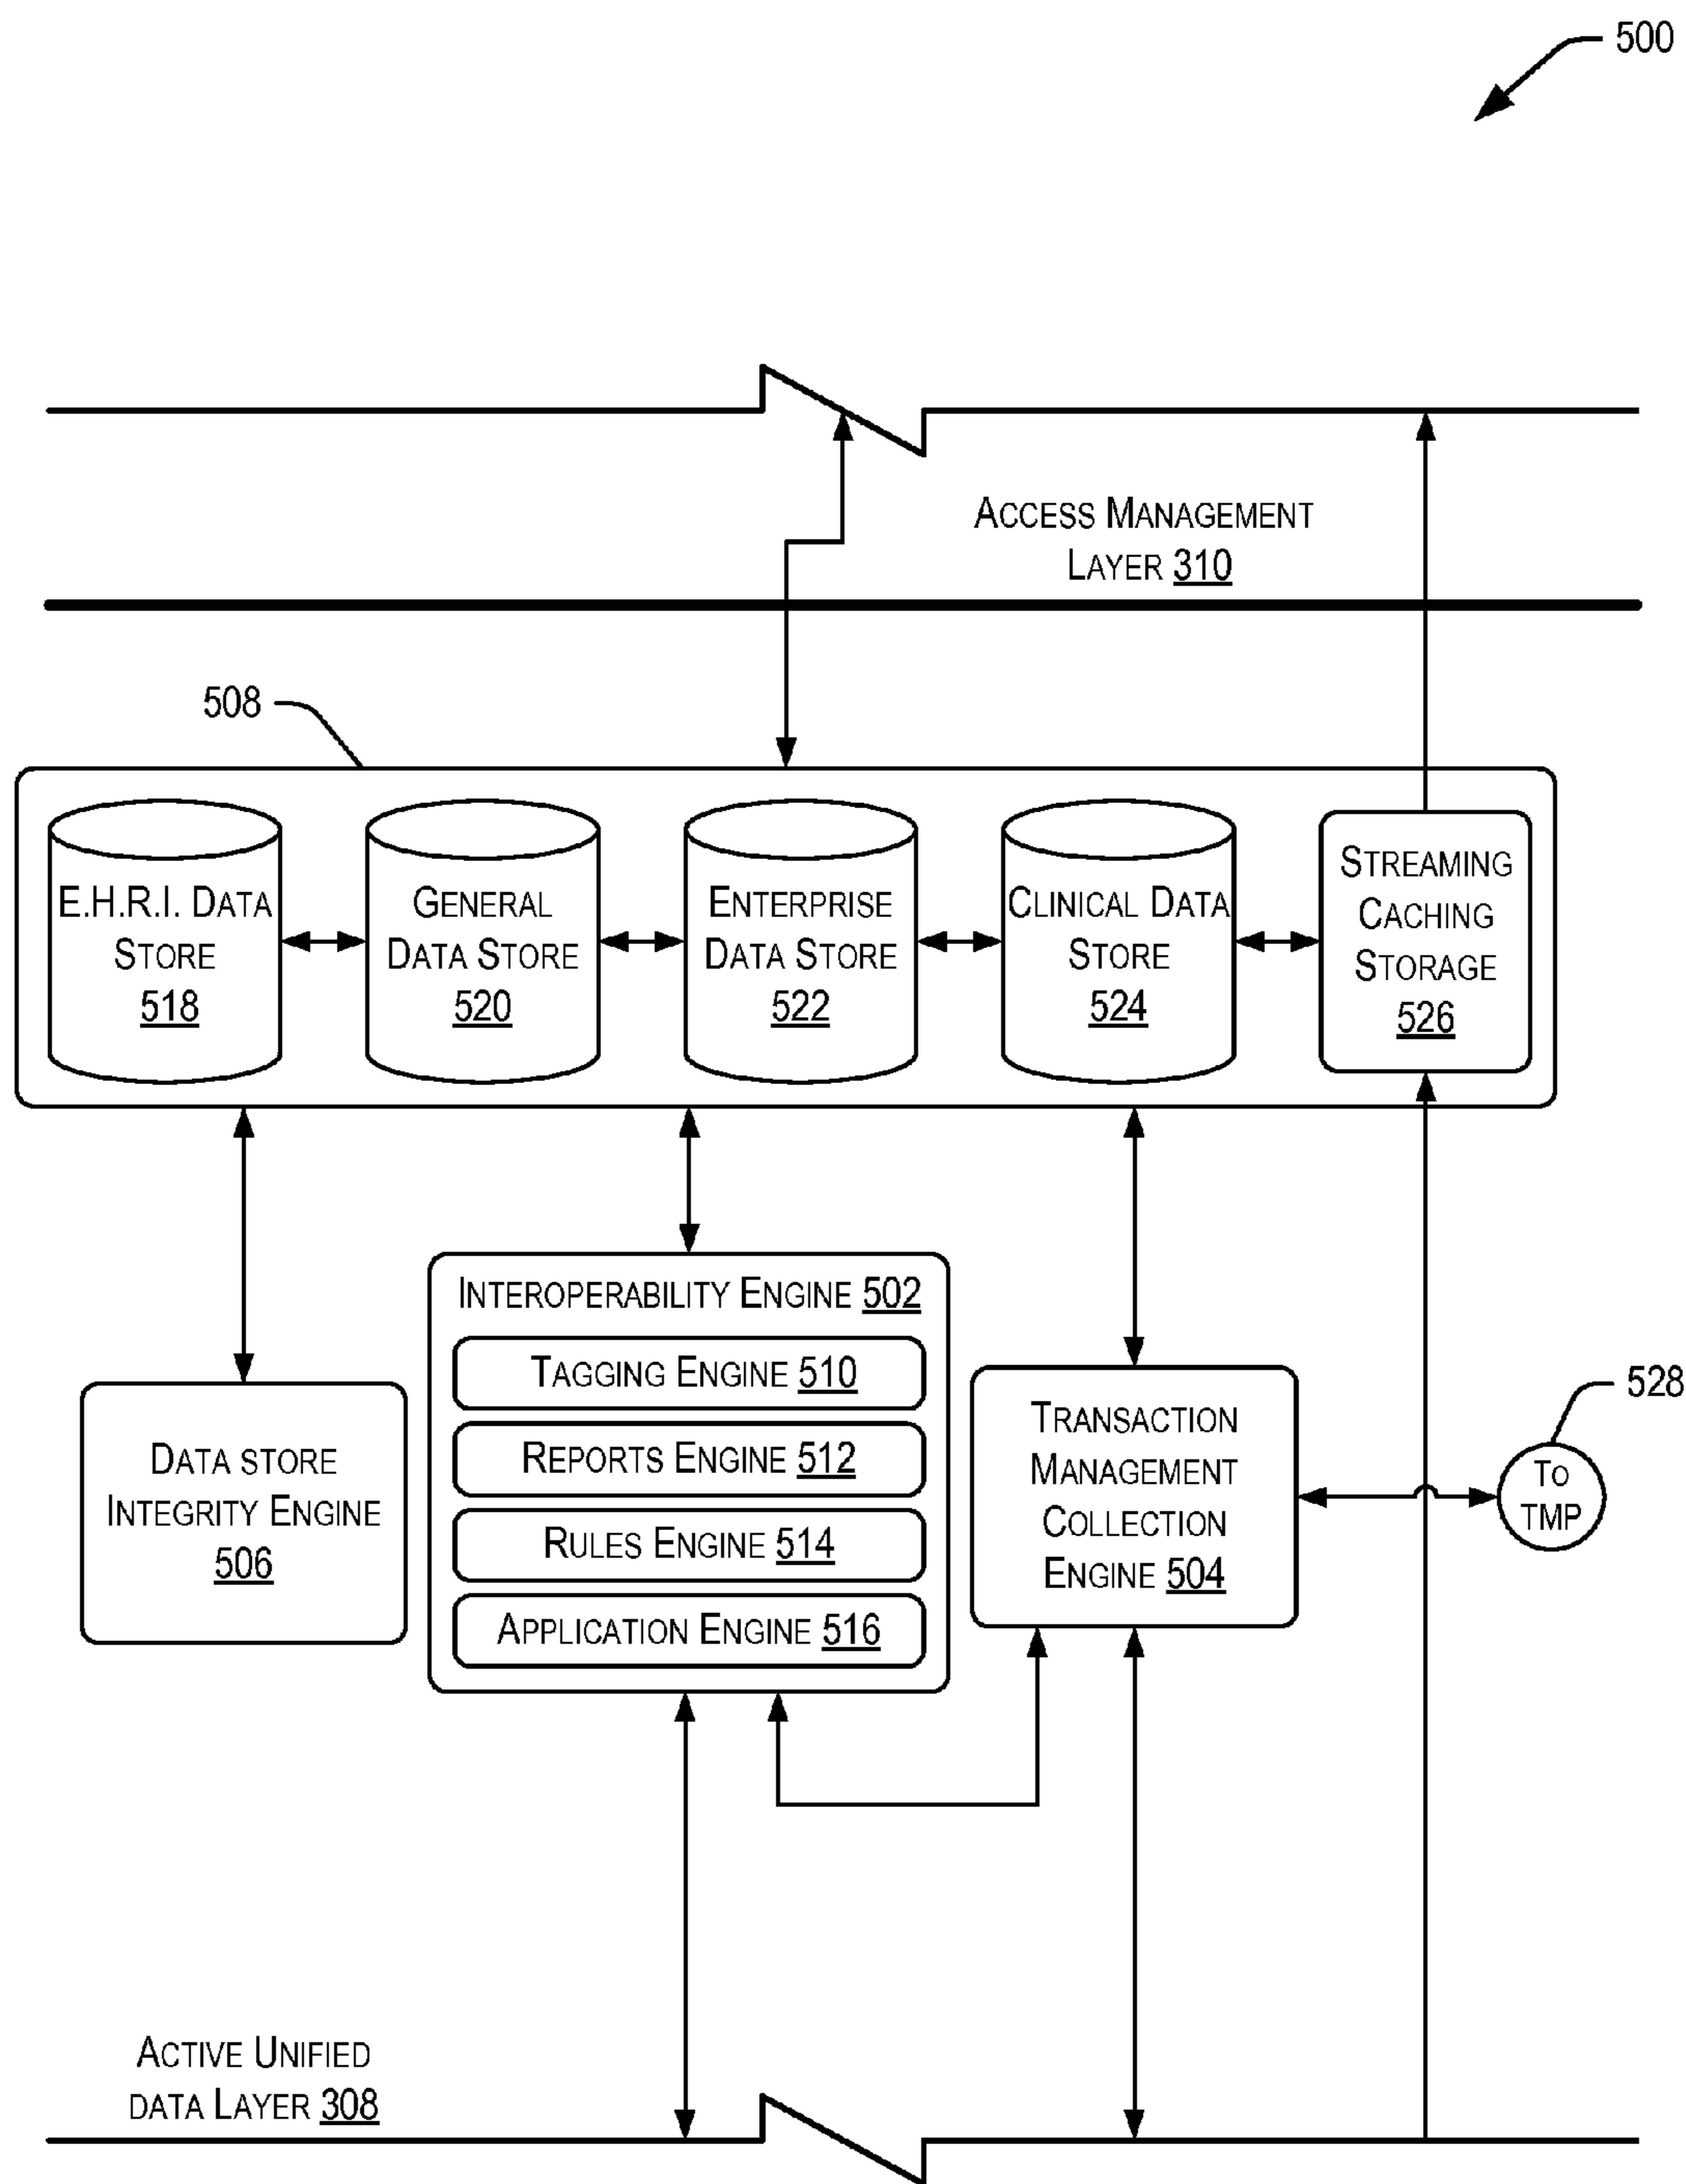 500
ACCESS MANAGEMENT
LAYER 310
508
E.H.R.I. DATA
STORE
518
GENERAL
DATA STORE
520
ENTERPRISE
DATA STORE
522
CLINICAL DATA
STORE
524
STREAMING
CACHING
STORAGE
526
INTEROPERABILITY ENGINE 502
TAGGING ENGINE 510
REPORTS ENGINE 512
RULES ENGINE 514
APPLICATION ENGINE 516
DATA STORE
INTEGRITY ENGINE
506
TRANSACTION
MANAGEMENT
COLLECTION
ENGINE 504
528
TO
TMP
ACTIVE UNIFIED
DATA LAYER 308